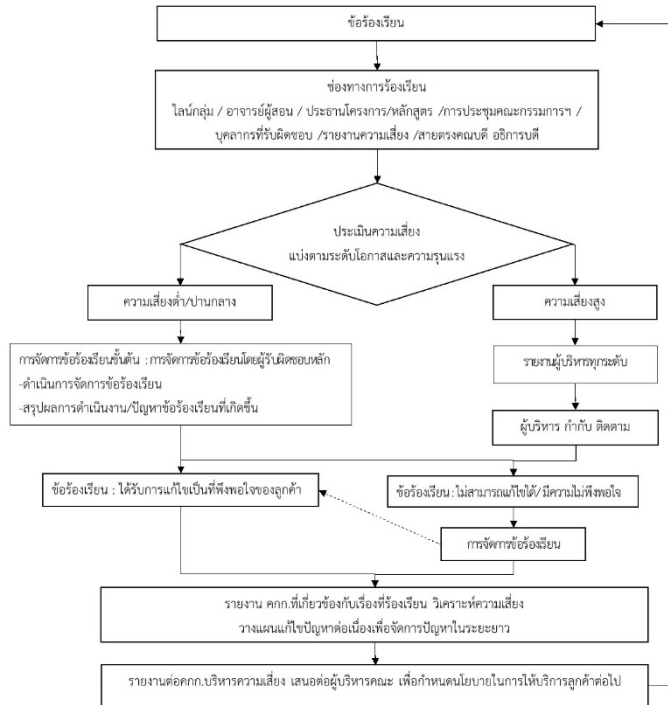 ข้อร้องเรียน
ช่องทางการร้องเรียน
ไลน์กลุ่ม / อาจารย์ผู้สอน / ประธานโครงการ/หลักสูตร /การประชุมคณะกรรมการฯ /
บุคลากรที่รับผิดชอบ /รายงานความเสี่ยง /สายตรงคณบดี อธิการบดี
ประเมินความเสี่ยง
แบ่งตามระดับโอกาสและความรุนแรง
ความเสี่ยงต่ำ/ปานกลาง
ความเสี่ยงสูง
การจัดการข้อร้องเรียนขั้นต้น : การจัดการข้อร้องเรียนโดยผู้รับผิดชอบหลัก
-ดำเนินการจัดการข้อร้องเรียน
-สรุปผลการดำเนินงาน/ปัญหาข้อร้องเรียนที่เกิดขึ้น
รายงานผู้บริหารทุกระดับ
ผู้บริหาร กำกับ ติดตาม
ข้อร้องเรียน : ได้รับการแก้ไขเป็นที่พึงพอใจของลูกค้า
ข้อร้องเรียน : ไม่สามารถแก้ไขได้/ มีความไม่พึงพอใจ
การจัดการข้อร้องเรียน
รายงาน คกก.ที่เกี่ยวข้องกับเรื่องที่ร้องเรียน วิเคราะห์ความเสี่ยง
วางแผนแก้ไขปัญหาต่อเนื่องเพื่อจัดการปัญหาในระยะยาว
รายงานต่อคกก.บริหารความเสี่ยง เสนอต่อผู้บริหารคณะ เพื่อกำหนดนโยบายในการให้บริการลูกค้าต่อไป